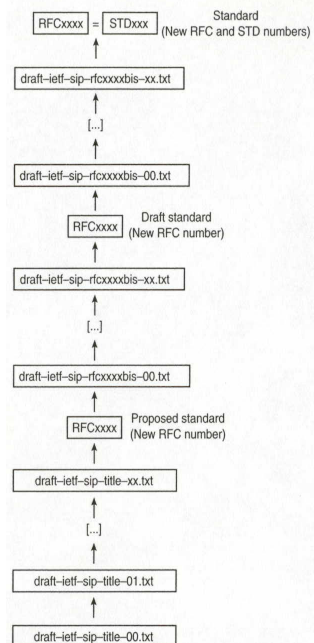 Standard
RFCxxxx = STDxxx
(New RFC and STD numbers)
draft–ietf–sip–rfcxxxxbis–xx.txt
[...]
draft–ietf–sip–rfcxxxxbis–00.txt
Draft standard
RFCxxxx
(New RFC number)
draft–ietf–sip–rfcxxxxbis–xx.txt
[...]
draft–ietf–sip–rfcxxxxbis–00.txt
Proposed standard
RFCxxxx
(New RFC number)
draft–ietf–sip–title–xx.txt
[...]
draft–ietf–sip–title–01.txt
draft–ietf–sip–title–00.txt